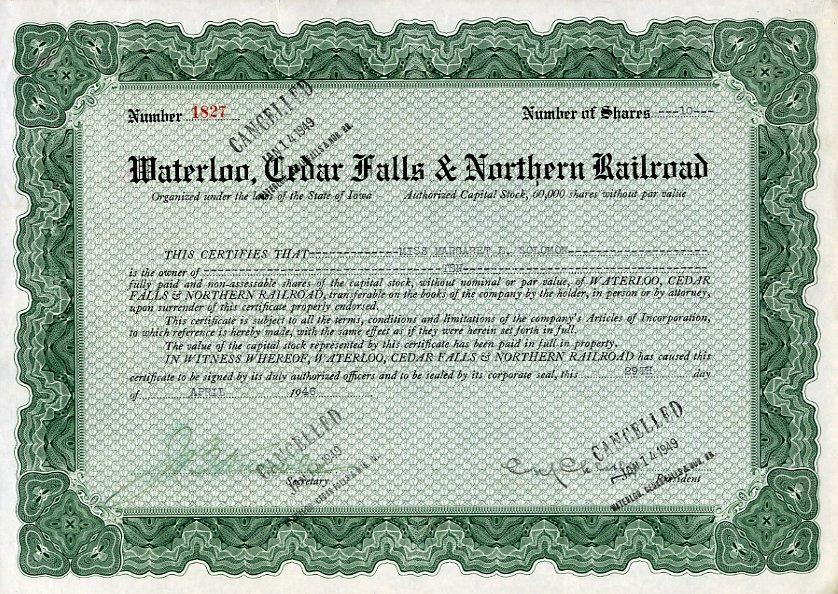 Number 1827
Number of Shares ---10---
CANCELLED
JAN 14 1949
Waterloo, Cedar Falls & Northern Railroad
Organized under the laws of the State of Iowa Authorized Capital Stock, 60,000 shares without par value
THIS CERTIFIES THAT---MISS MARGARET SOLOMON---
is the owner of---TEN---
fully paid and non-assessable shares of the capital stock, without nominal or par value, of WATERLOO, CEDAR
FALLS & NORTHERN RAILROAD, transferable on the books of the company by the holder, in person or by attorney,
upon surrender of this certificate properly endorsed.
This certificate is subject to all the terms, conditions and limitations of the company's Articles of Incorporation,
to which reference is hereby made, with the same effect as if they were herein set forth in full.
The value of the capital stock represented by this certificate has been paid in full in property.
IN WITNESS WHEREOF, WATERLOO, CEDAR FALLS & NORTHERN RAILROAD has caused this
certificate to be signed by its duly authorized officers and to be sealed by its corporate seal, this 29TH day
of APRIL 1946
CANCELLED
1949
Secretary
CANCELLED
JAN 14 1949
President